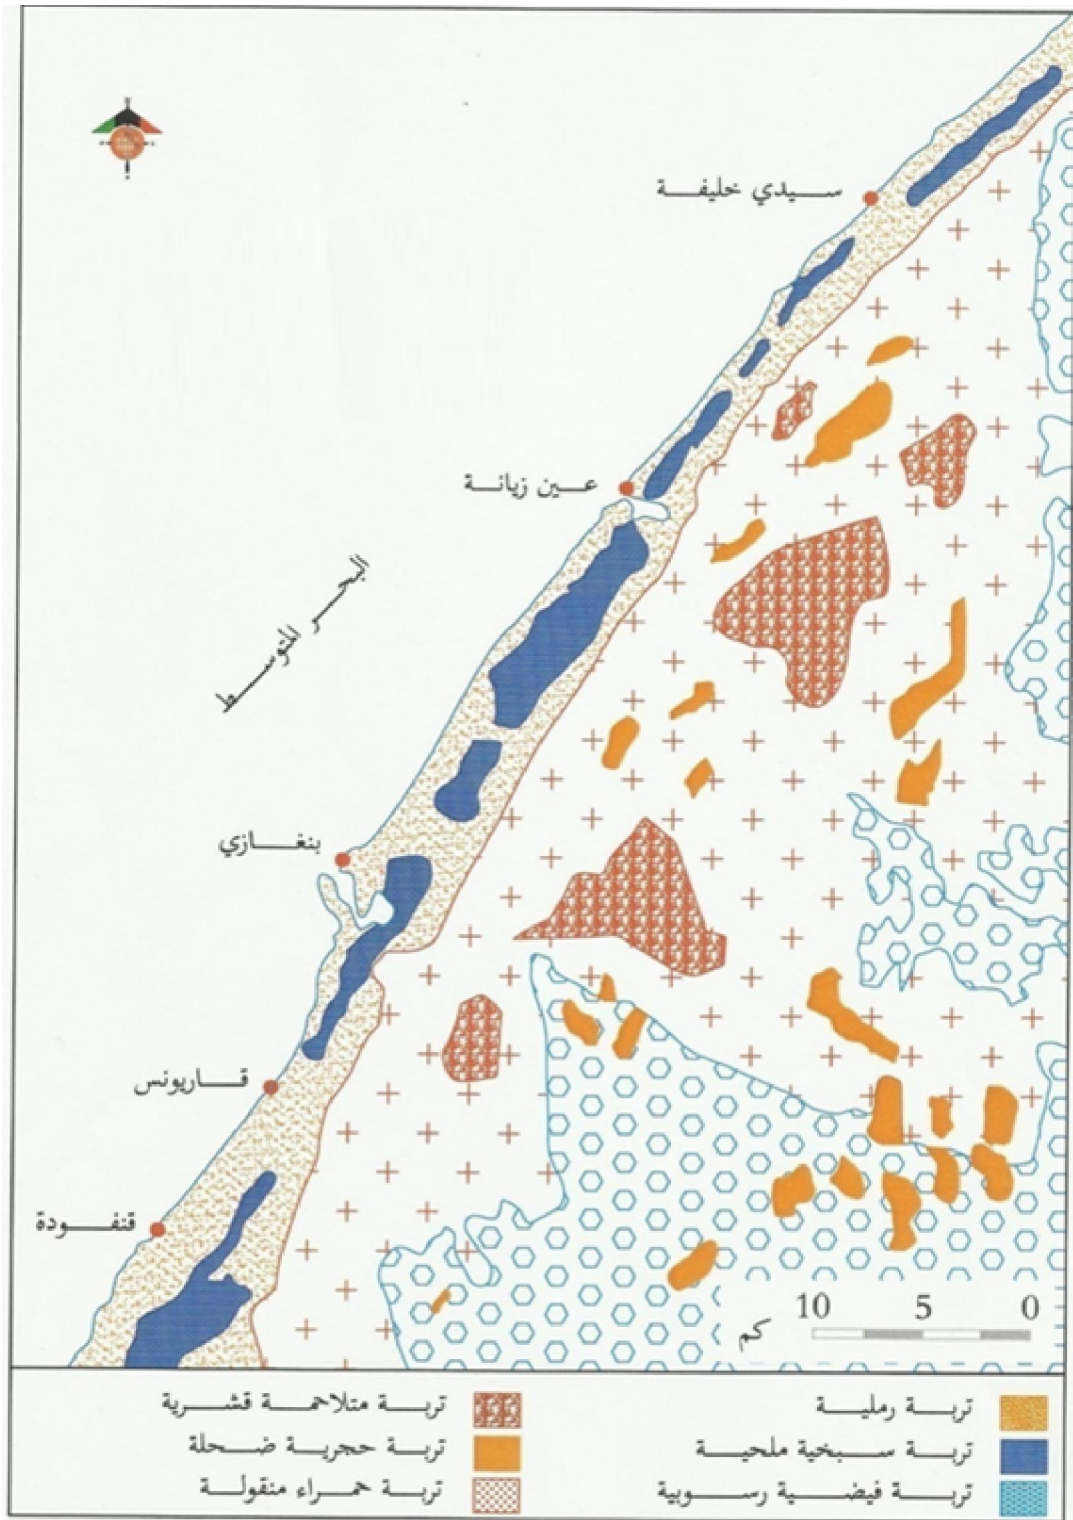 سيدي خليفة
عين زيانة
البحر المتوسط
بنغازي
قاريونس
قنفودة
10 5 0
كم
تربة رملية
تربة متلاحمة قشرية
تربة سبخية ملحية
تربة حجرية ضحلة
تربة فيضية رسوبية
تربة حمراء منقولة